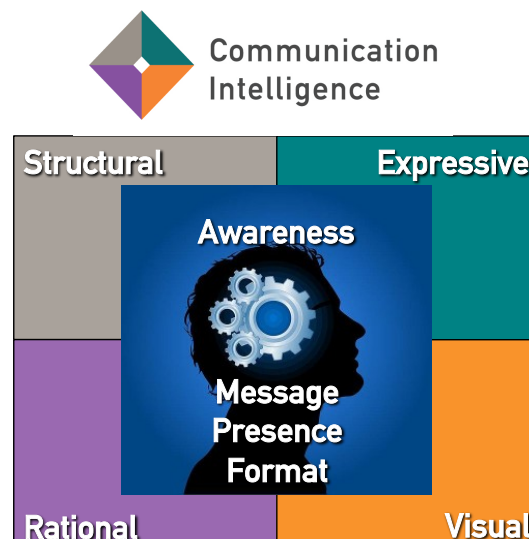 Communication
Intelligence
Structural
Expressive
Awareness
Message
Presence
Format
Rational
Visual